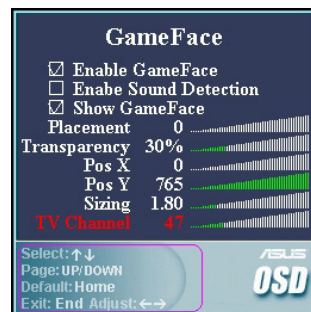 GameFace
Enable GameFace
Enabe Sound Detection
Show GameFace
Placement 0
Transparency 30%
Pos X 0
Pos Y 765
Sizing 1.80
TV Channel 47
Select:↑↓
Page: UP/DOWN
Default: Home
Exit: End Adjust:←→
ASUS
OSD